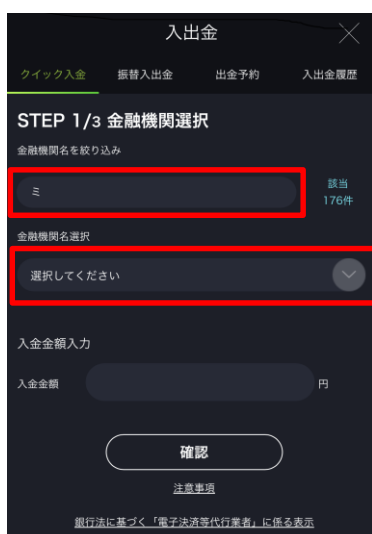 入出金
クイック入金 振替入出金 出金予約 入出金履歴
STEP 1/3 金融機関選択
金融機関名を絞り込み
ミ
該当
176件
金融機関名選択
選択してください
入金金額入力
入金金額 円
確認
注意事項
銀行法に基づく「電子決済等代行業者」に係る表示